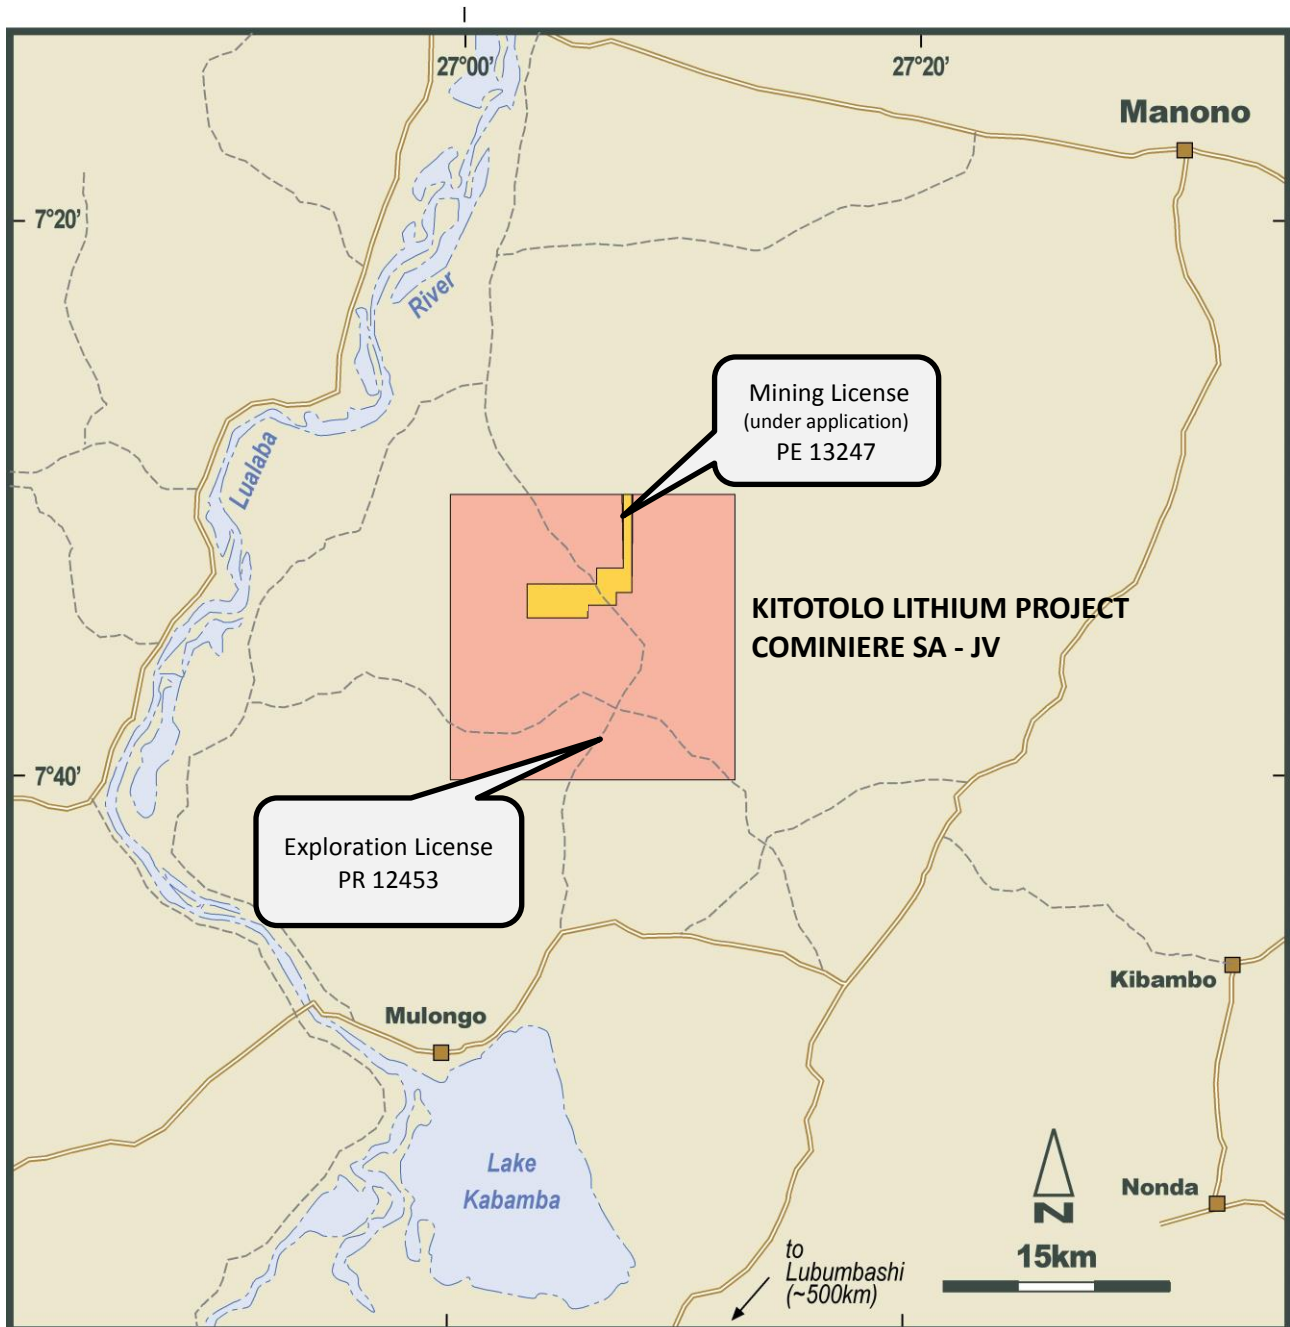 27°00'
27°20'
Manono
7°20'
River
Mining License
(under application)
PE 13247
Lualaba
KITOTOLO LITHIUM PROJECT
COMINIERE SA - JV
7°40'
Exploration License
PR 12453
Kibambo
Mulongo
Lake
Kabamba
Nonda
N
15km
to
Lubumbashi
(~500km)